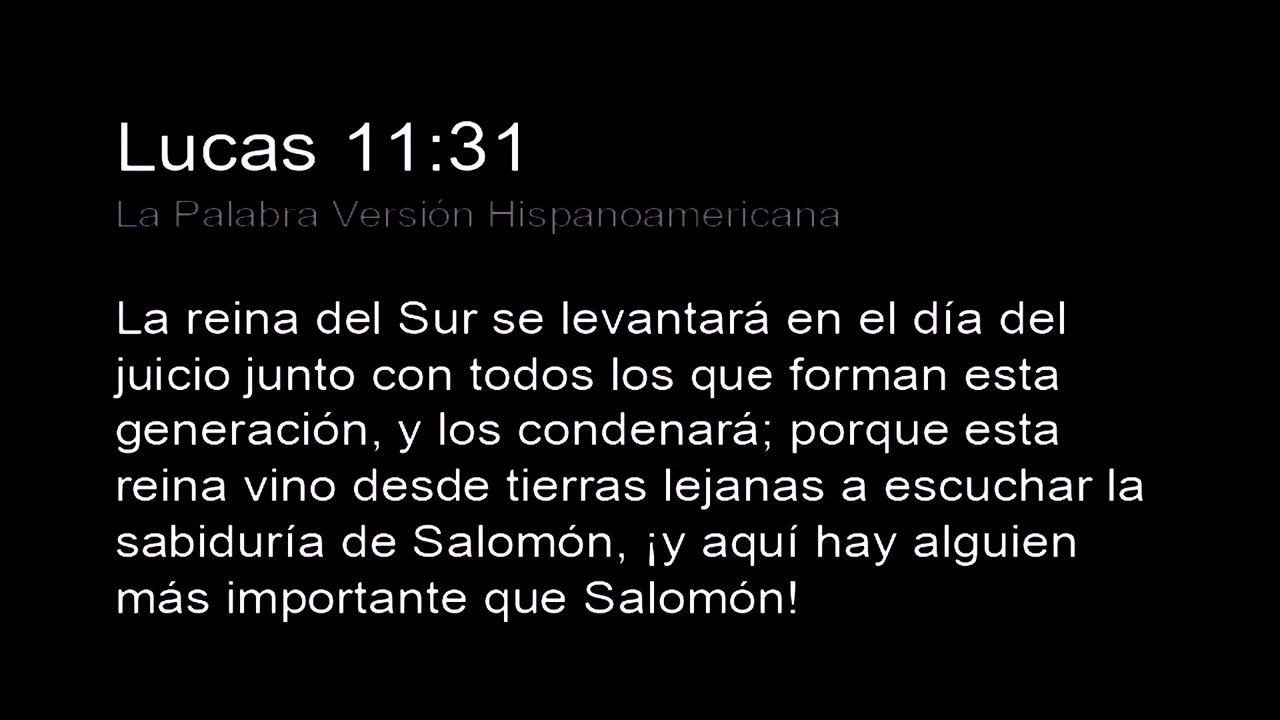 Lucas 11:31
La Palabra Versión Hispanoamericana
La reina del Sur se levantará en el día del
juicio junto con todos los que forman esta
generación, y los condenará; porque esta
reina vino desde tierras lejanas a escuchar la
sabiduría de Salomón, ¡y aquí hay alguien
más importante que Salomón!